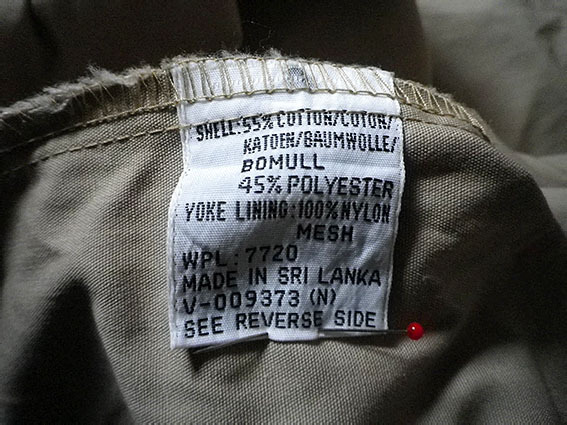 SHELL:55% COTTON/COTON/
KATOEN/BAUMWOLLE/
BOMULL
45% POLYESTER
YOKE LINING:100% NYLON
MESH
WPL:7720
MADE IN SRI LANKA
V-009373 (N)
SEE REVERSE SIDE